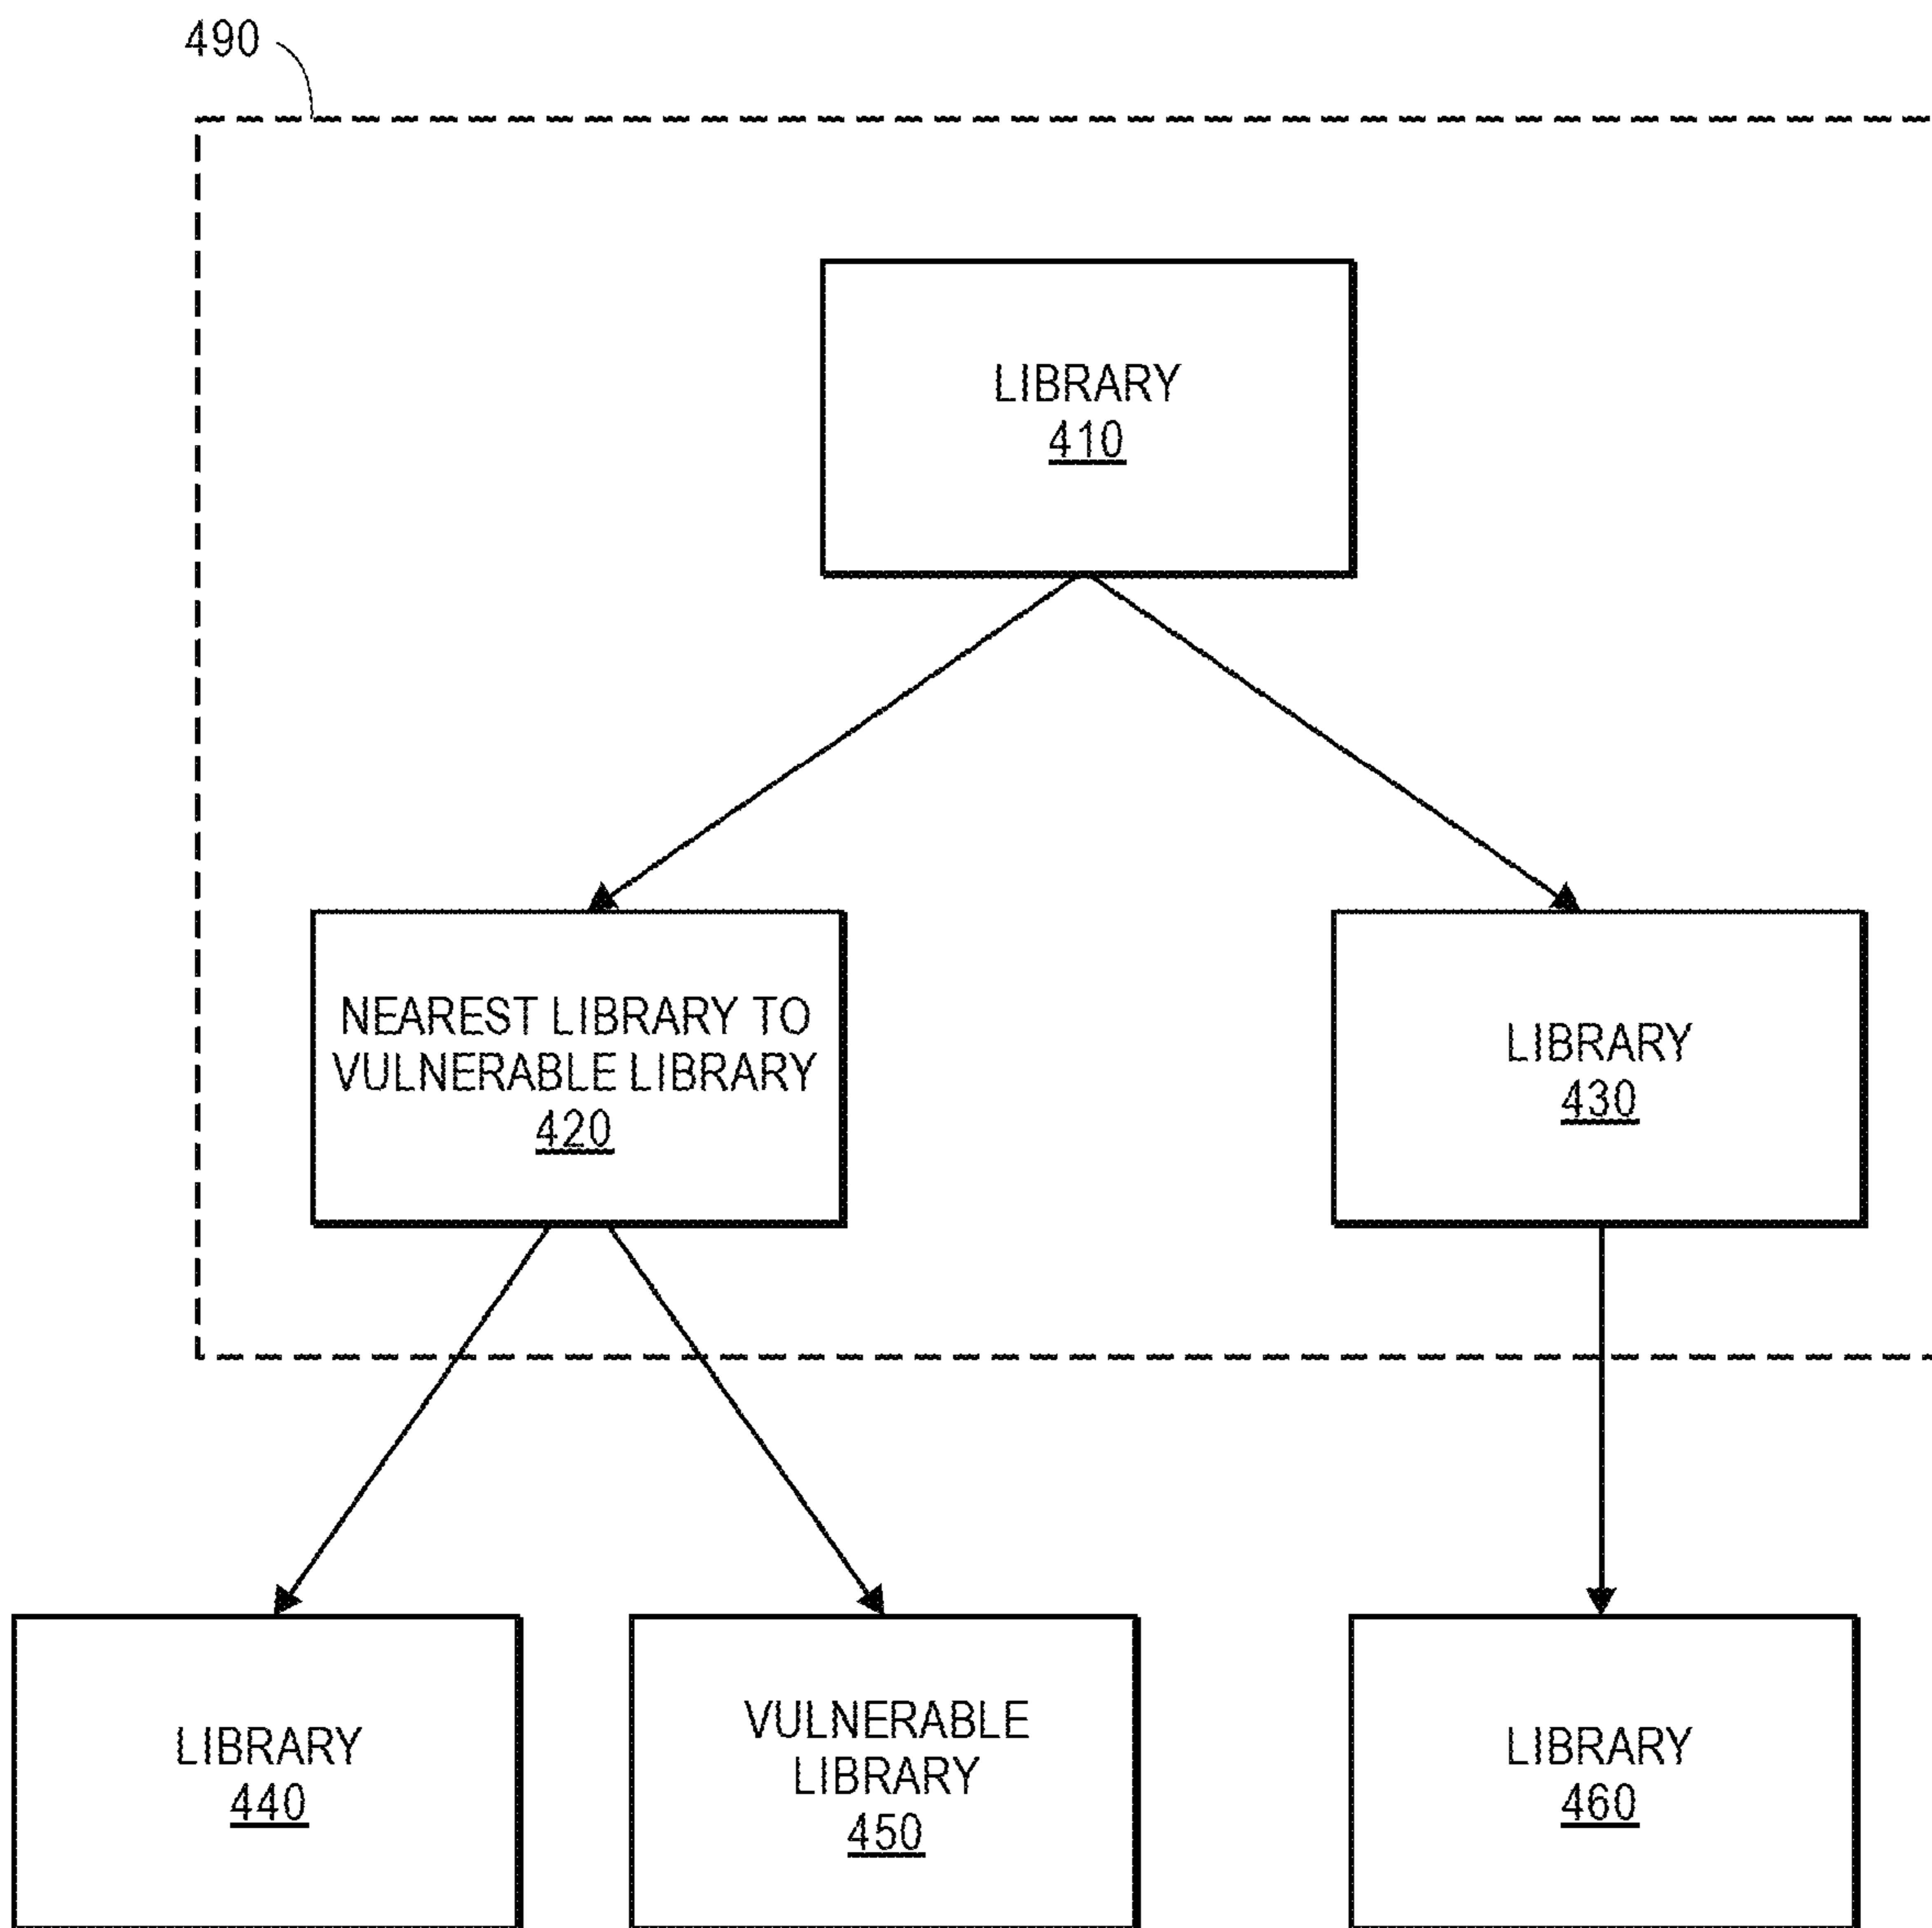 490
LIBRARY
410
NEAREST LIBRARY TO
VULNERABLE LIBRARY
420
LIBRARY
430
LIBRARY
440
VULNERABLE
LIBRARY
450
LIBRARY
460